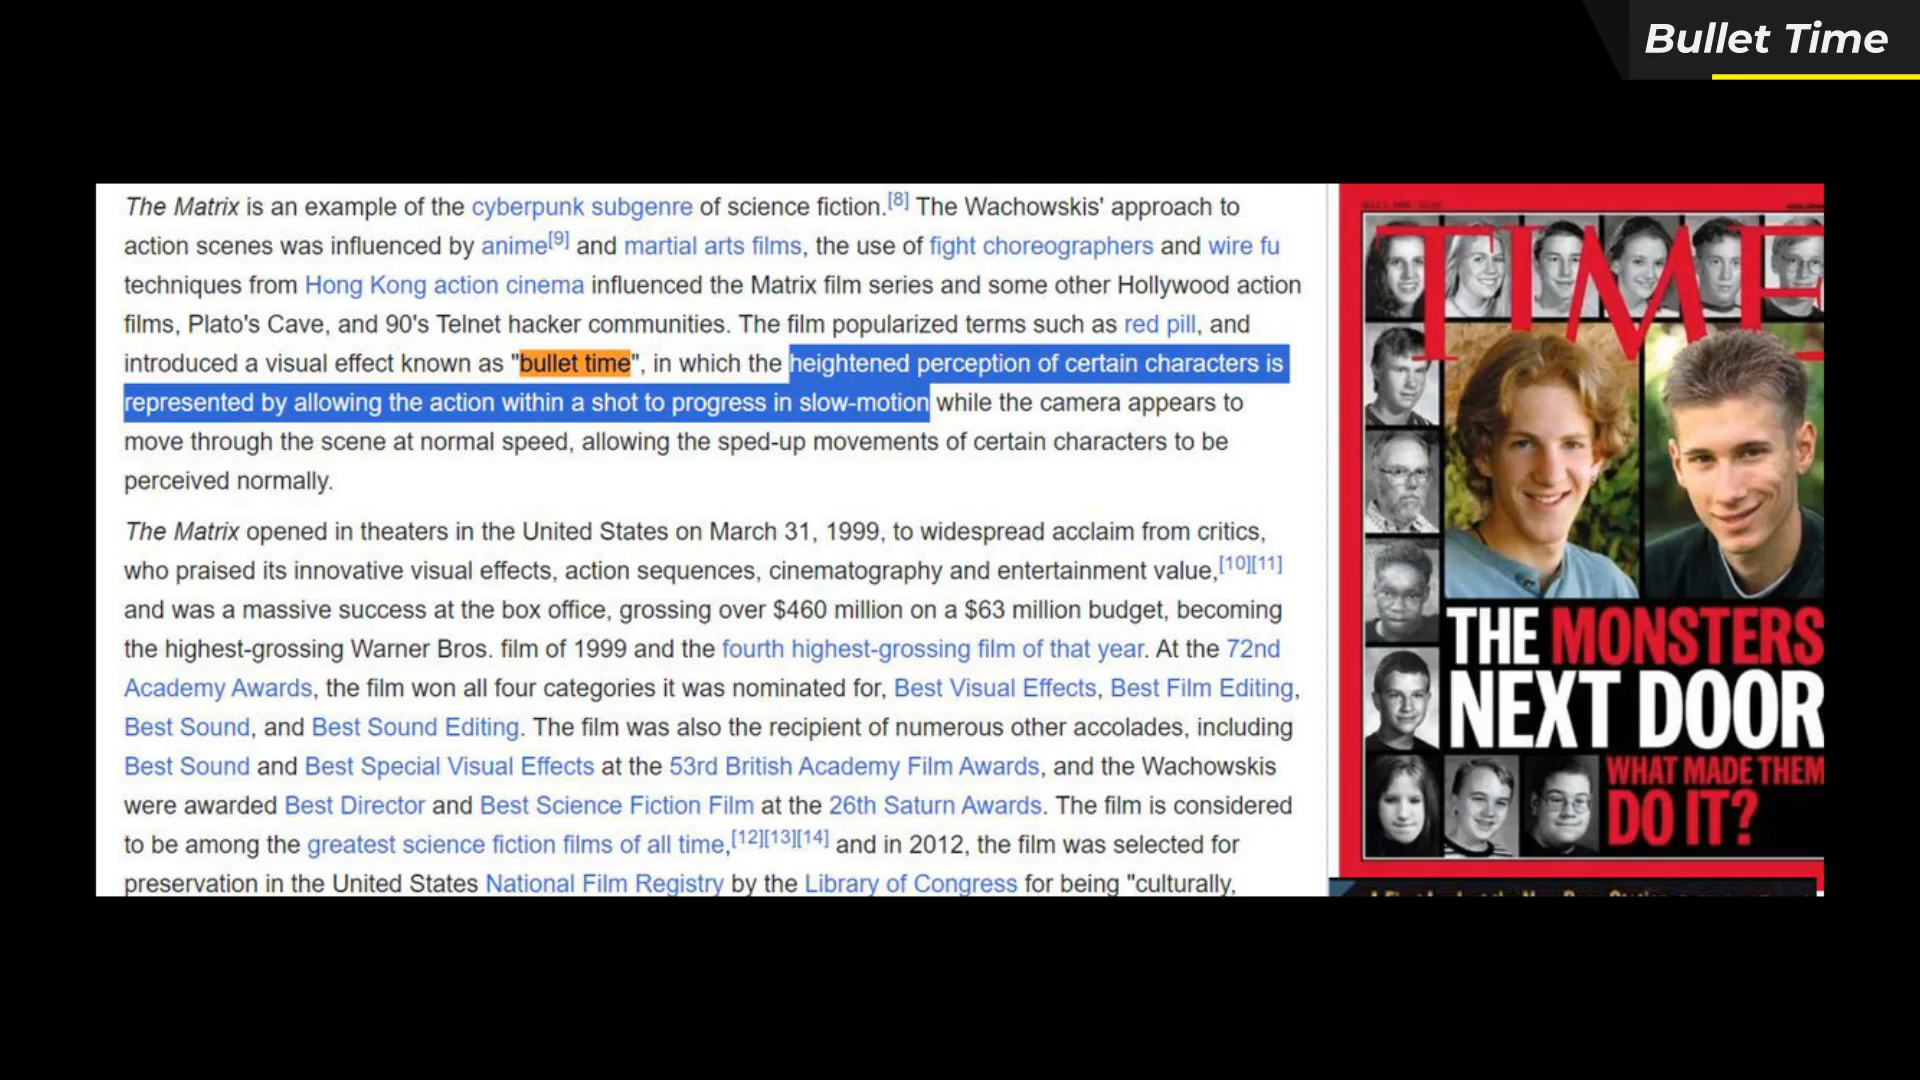 Bullet Time
The Matrix is an example of the cyberpunk subgenre of science fiction.[8] The Wachowskis' approach to
action scenes was influenced by anime[9] and martial arts films, the use of fight choreographers and wire fu
techniques from Hong Kong action cinema influenced the Matrix film series and some other Hollywood action
films, Plato's Cave, and 90's Telnet hacker communities. The film popularized terms such as red pill, and
introduced a visual effect known as "bullet time", in which the heightened perception of certain characters is
represented by allowing the action within a shot to progress in slow-motion while the camera appears to
move through the scene at normal speed, allowing the sped-up movements of certain characters to be
perceived normally.
The Matrix opened in theaters in the United States on March 31, 1999, to widespread acclaim from critics,
who praised its innovative visual effects, action sequences, cinematography and entertainment value,[10][11]
and was a massive success at the box office, grossing over $460 million on a $63 million budget, becoming
the highest-grossing Warner Bros. film of 1999 and the fourth highest-grossing film of that year. At the 72nd
Academy Awards, the film won all four categories it was nominated for, Best Visual Effects, Best Film Editing,
Best Sound, and Best Sound Editing. The film was also the recipient of numerous other accolades, including
Best Sound and Best Special Visual Effects at the 53rd British Academy Film Awards, and the Wachowskis
were awarded Best Director and Best Science Fiction Film at the 26th Saturn Awards. The film is considered
to be among the greatest science fiction films of all time,[12][13][14] and in 2012, the film was selected for
preservation in the United States National Film Registry by the Library of Congress for being "culturally,
TIME
THE MONSTERS
NEXT DOOR
WHAT MADE THEM
DO IT?